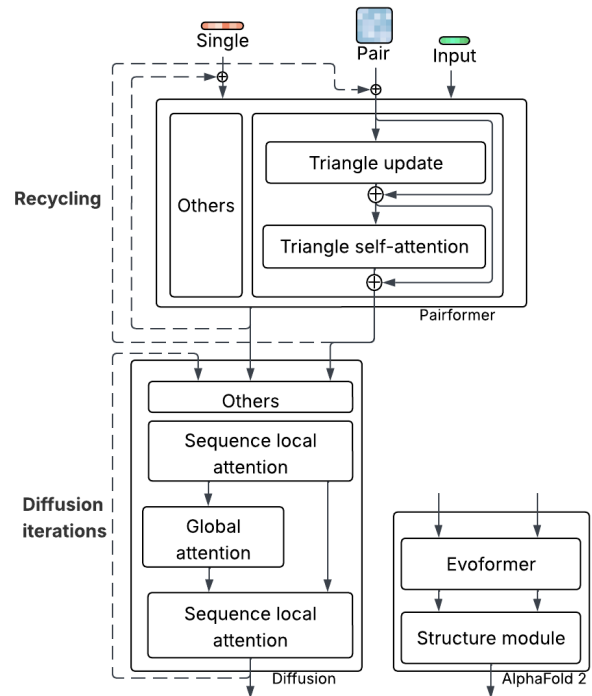 Single
Pair
Input
Recycling
Others
Triangle update
Triangle self-attention
Pairformer
Others
Sequence local
attention
Diffusion
iterations
Global
attention
Sequence local
attention
Diffusion
Evoformer
Structure module
AlphaFold 2